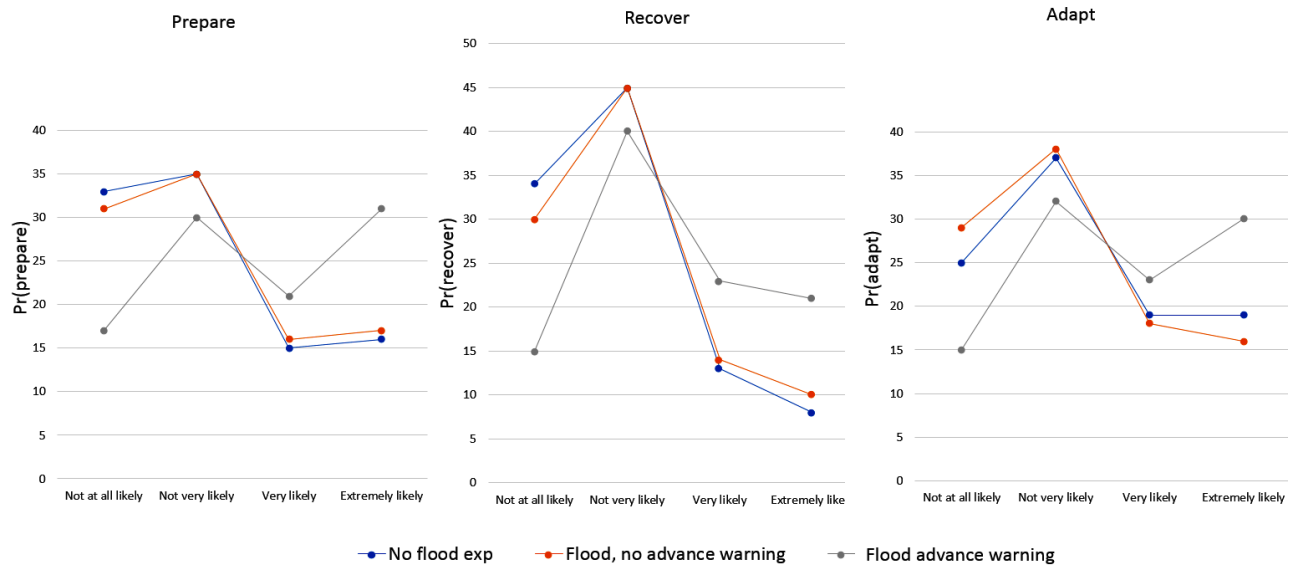 Prepare
Pr(prepare)
40
35
30
25
20
15
10
5
0
Not at all likely
Not very likely
Very likely
Extremely likely
Recover
Pr(recover)
50
45
40
35
30
25
20
15
10
5
0
Not at all likely
Not very likely
Very likely
Extremely like
Adapt
Pr(adapt)
40
35
30
25
20
15
10
5
0
Not at all likely
Not very likely
Very likely
Extremely likely
No flood exp
Flood, no advance warning
Flood advance warning